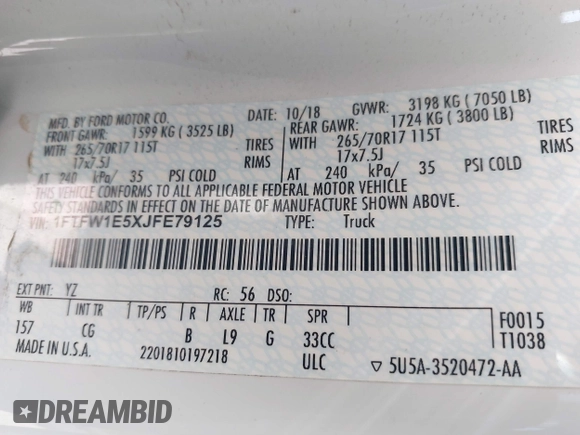 MFD. BY FORD MOTOR CO.
DATE: 10/18 GVWR: 3198 KG ( 7050 LB)
FRONT GAWR: 1599 KG ( 3525 LB)
REAR GAWR: 1724 KG ( 3800 LB)
WITH 265/70R17 115T TIRES
WITH 265/70R17 115T TIRES
17x7.5J RIMS
17x7.5J RIMS
AT 240 kPa/ 35 PSI COLD
AT 240 kPa/ 35 PSI COLD
THIS VEHICLE CONFORMS TO ALL APPLICABLE FEDERAL MOTOR VEHICLE
SAFETY STANDARDS IN EFFECT ON THE DATE OF MANUFACTURE SHOWN ABOVE.
VIN: 1FTFW1E5XJFE79125 TYPE: Truck
EXT PNT: YZ RC: 56 DSO:
WB INT TR TP/PS R AXLE TR SPR
157 CG B L9 G 33CC
F0015
T1038
MADE IN U.S.A. 2201810197218 ULC ▽ 5U5A-3520472-AA
DREAMBID